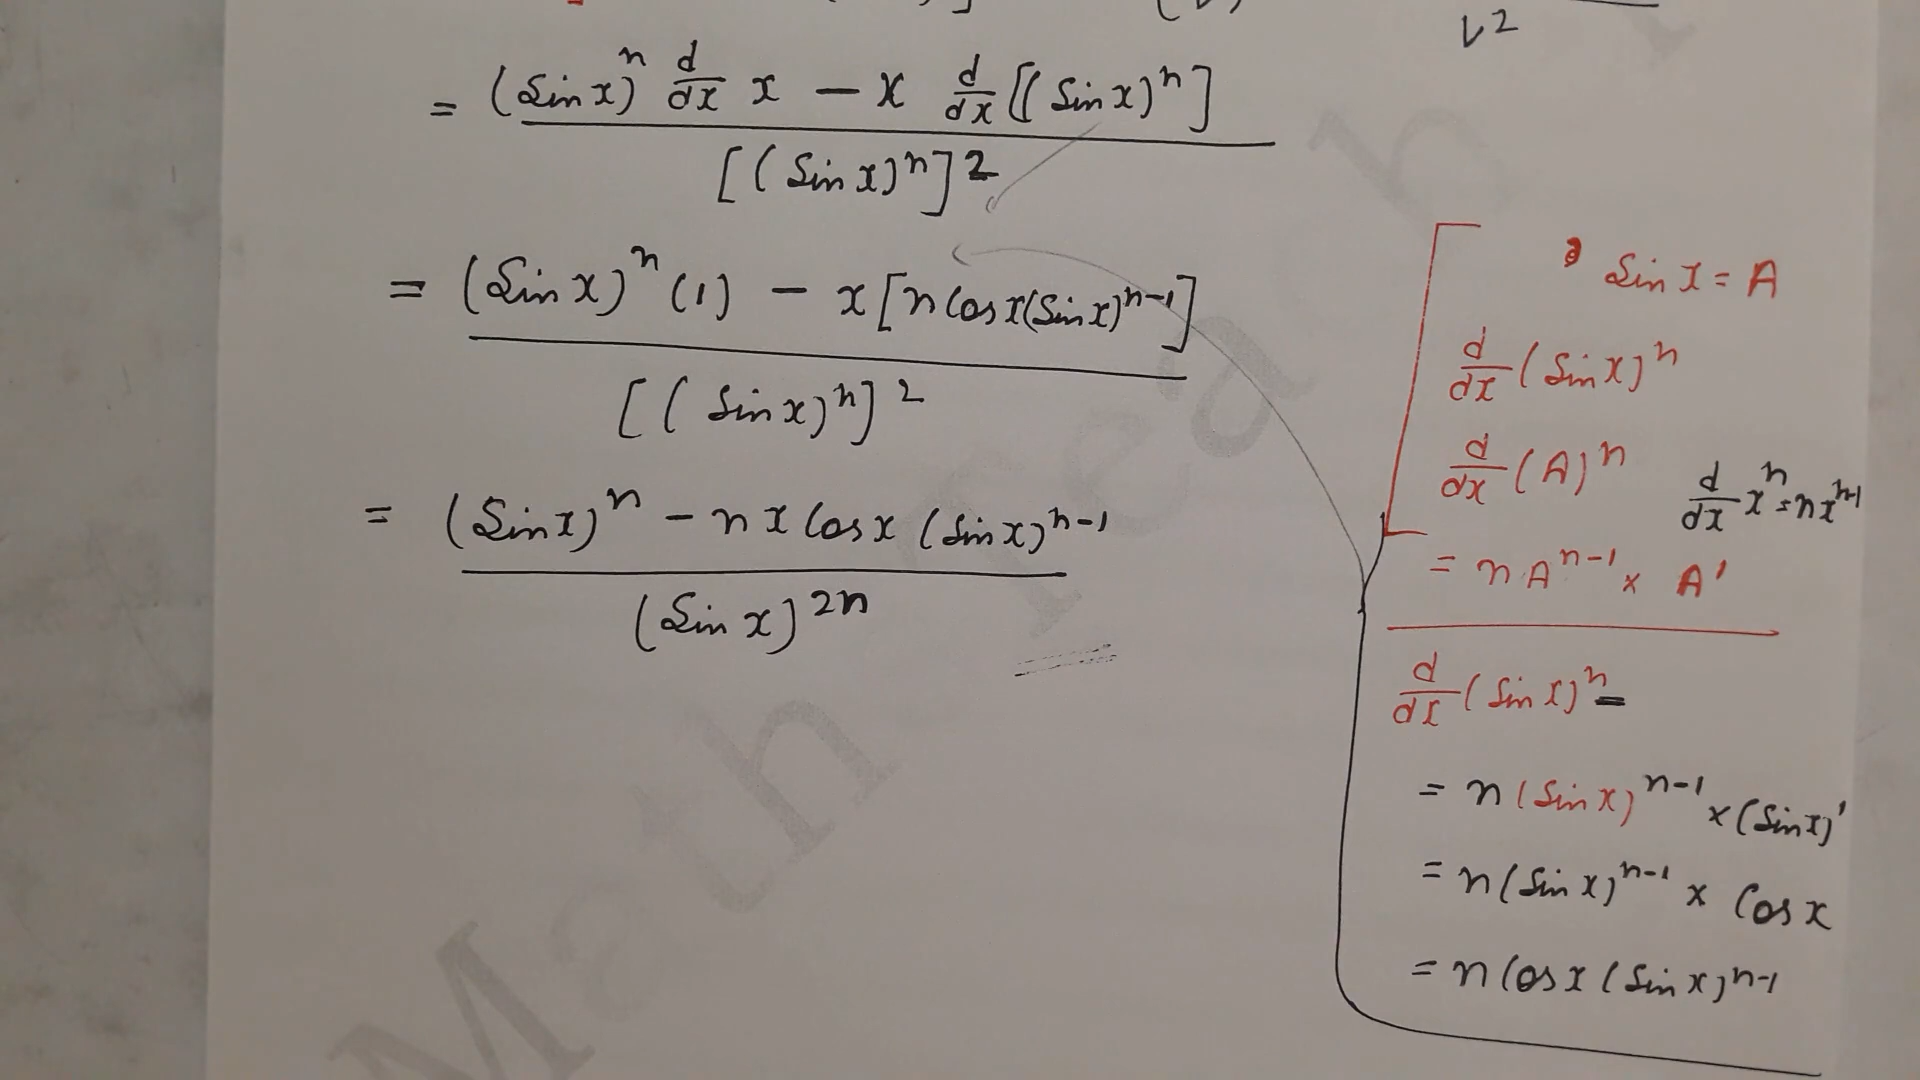 v2
= (Sin x)^n d/dx x - x d/dx [(Sin x)^n]
[(Sin x)^n]^2
= (Sin x)^n (1) - x [n Cos x (Sin x)^n-1]
[(Sin x)^n]^2
= (Sin x)^n - n x Cos x (Sin x)^n-1
(Sin x)^2n
Sin x = A
d/dx (Sin x)^n
d/dx (A)^n
d/dx x^n = nx^n-1
= n A^n-1 × A'
d/dx (Sin x)^n =
= n (Sin x)^n-1 × (Sin x)'
= n (Sin x)^n-1 × Cos x
= n Cos x (Sin x)^n-1
Math